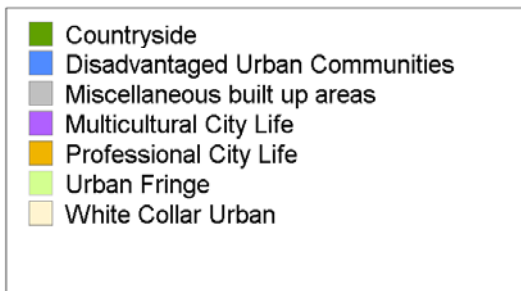 Countryside
Disadvantaged Urban Communities
Miscellaneous built up areas
Multicultural City Life
Professional City Life
Urban Fringe
White Collar Urban